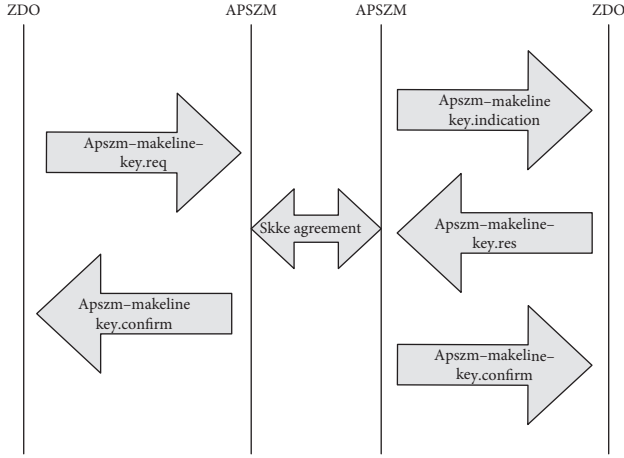 ZDO
APSZM
APSZM
ZDO
Apszm–makeline–
key.req
Apszm–makeline
key.indication
Skke agreement
Apszm–makeline–
key.res
Apszm–makeline
key.confirm
Apszm–makeline–
key.confirm